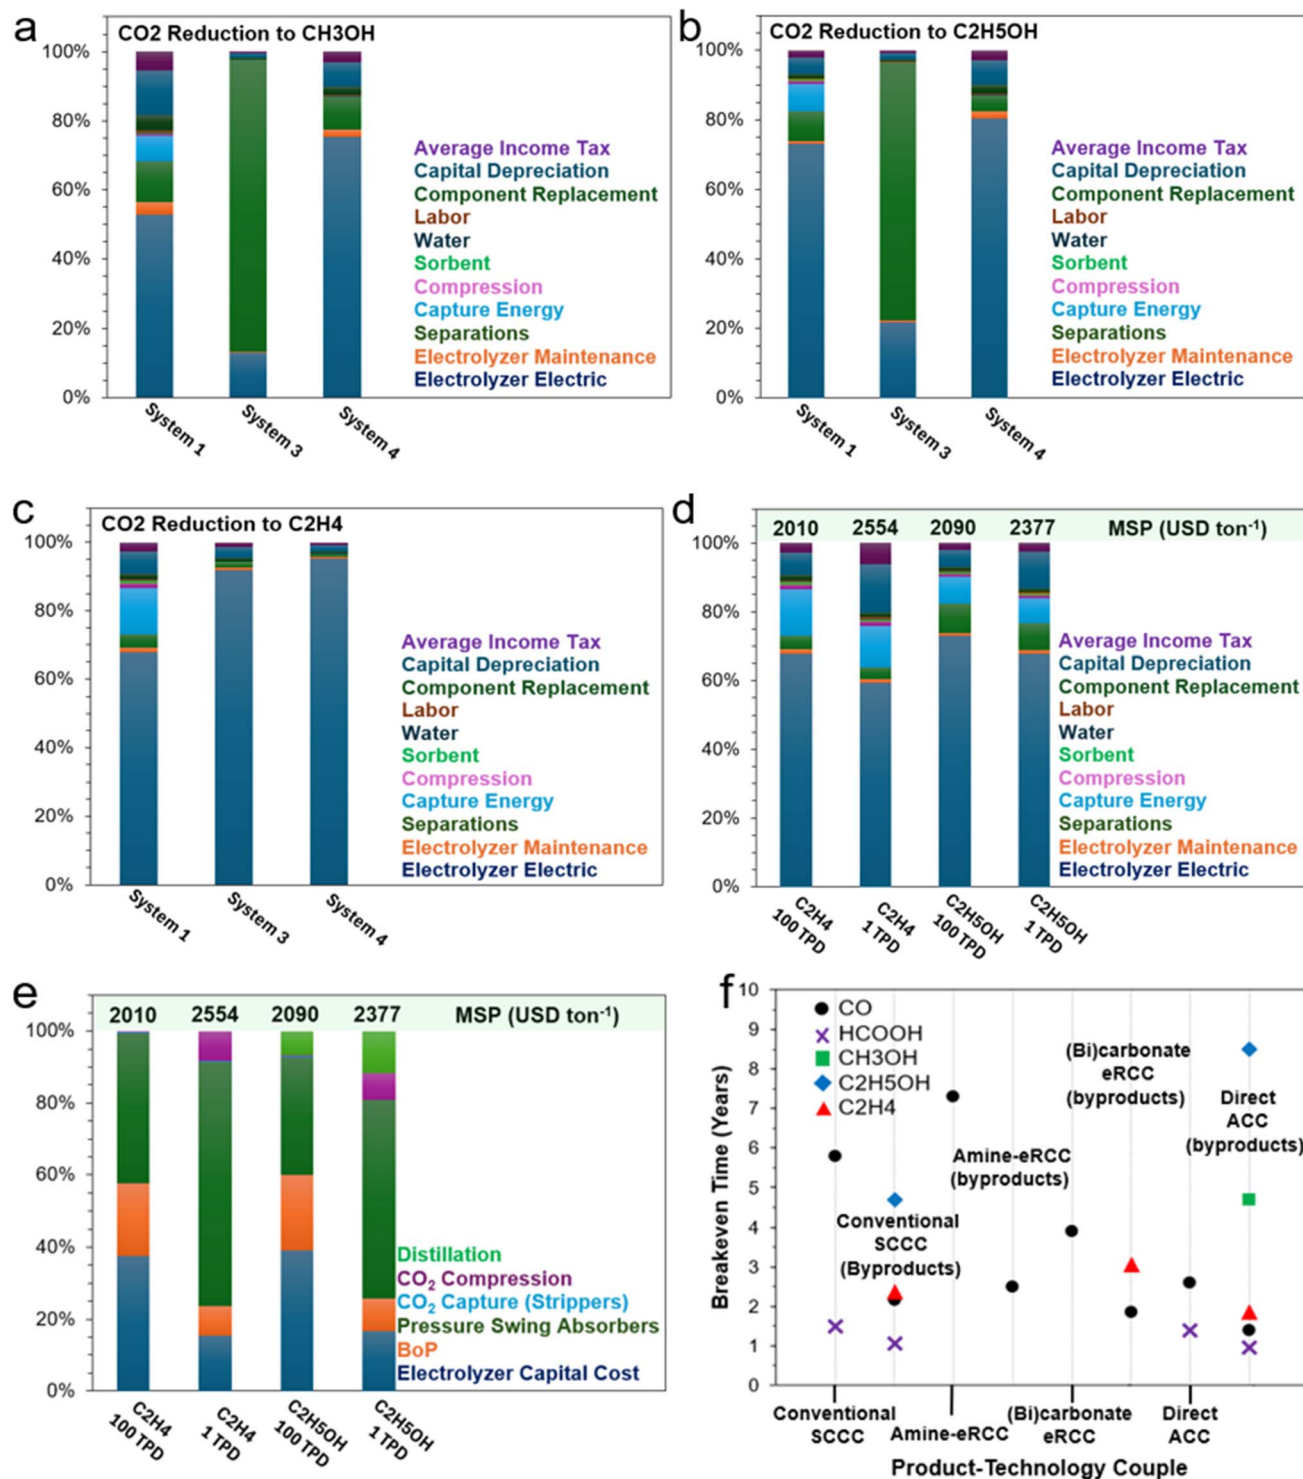 a
CO2 Reduction to CH3OH
100%
80%
60%
40%
20%
0%
Average Income Tax
Capital Depreciation
Component Replacement
Labor
Water
Sorbent
Compression
Capture Energy
Separations
Electrolyzer Maintenance
Electrolyzer Electric
System 1
System 3
System 4
b
CO2 Reduction to C2H5OH
100%
80%
60%
40%
20%
0%
Average Income Tax
Capital Depreciation
Component Replacement
Labor
Water
Sorbent
Compression
Capture Energy
Separations
Electrolyzer Maintenance
Electrolyzer Electric
System 1
System 3
System 4
c
CO2 Reduction to C2H4
100%
80%
60%
40%
20%
0%
Average Income Tax
Capital Depreciation
Component Replacement
Labor
Water
Sorbent
Compression
Capture Energy
Separations
Electrolyzer Maintenance
Electrolyzer Electric
System 1
System 3
System 4
d
2010 2554 2090 2377 MSP (USD ton⁻¹)
100%
80%
60%
40%
20%
0%
Average Income Tax
Capital Depreciation
Component Replacement
Labor
Water
Sorbent
Compression
Capture Energy
Separations
Electrolyzer Maintenance
Electrolyzer Electric
C2H4
100 TPD
C2H4
1 TPD
C2H5OH
100 TPD
C2H5OH
1 TPD
e
2010 2554 2090 2377 MSP (USD ton⁻¹)
100%
80%
60%
40%
20%
0%
Distillation
CO₂ Compression
CO₂ Capture (Strippers)
Pressure Swing Absorbers
BoP
Electrolyzer Capital Cost
C2H4
100 TPD
C2H4
1 TPD
C2H5OH
100 TPD
C2H5OH
1 TPD
f
Breakeven Time (Years)
10
9
8
7
6
5
4
3
2
1
0
CO
HCOOH
CH3OH
C2H5OH
C2H4
(Bi)carbonate
eRCC
(byproducts)
Direct
ACC
(byproducts)
Amine-eRCC
(byproducts)
Conventional
SCCC
(Byproducts)
Conventional
SCCC
Amine-eRCC
(Bi)carbonate
eRCC
Direct
ACC
Product-Technology Couple